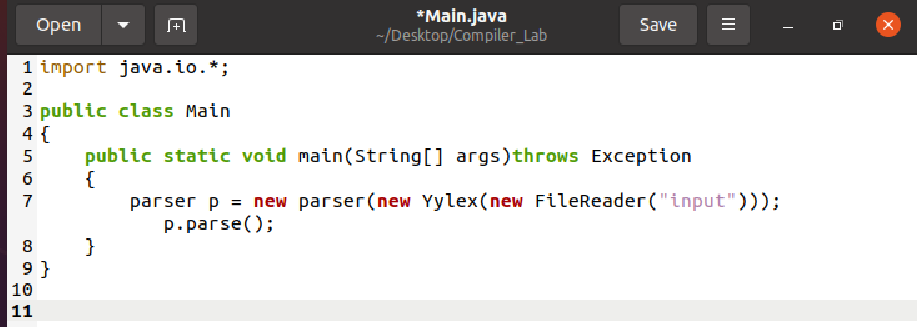 Open
*Main.java
~/Desktop/Compiler_Lab
Save
1 import java.io.*;
2
3 public class Main
4 {
5     public static void main(String[] args)throws Exception
6     {
7         parser p = new parser(new Yylex(new FileReader("input")));
            p.parse();
8     }
9 }
10
11